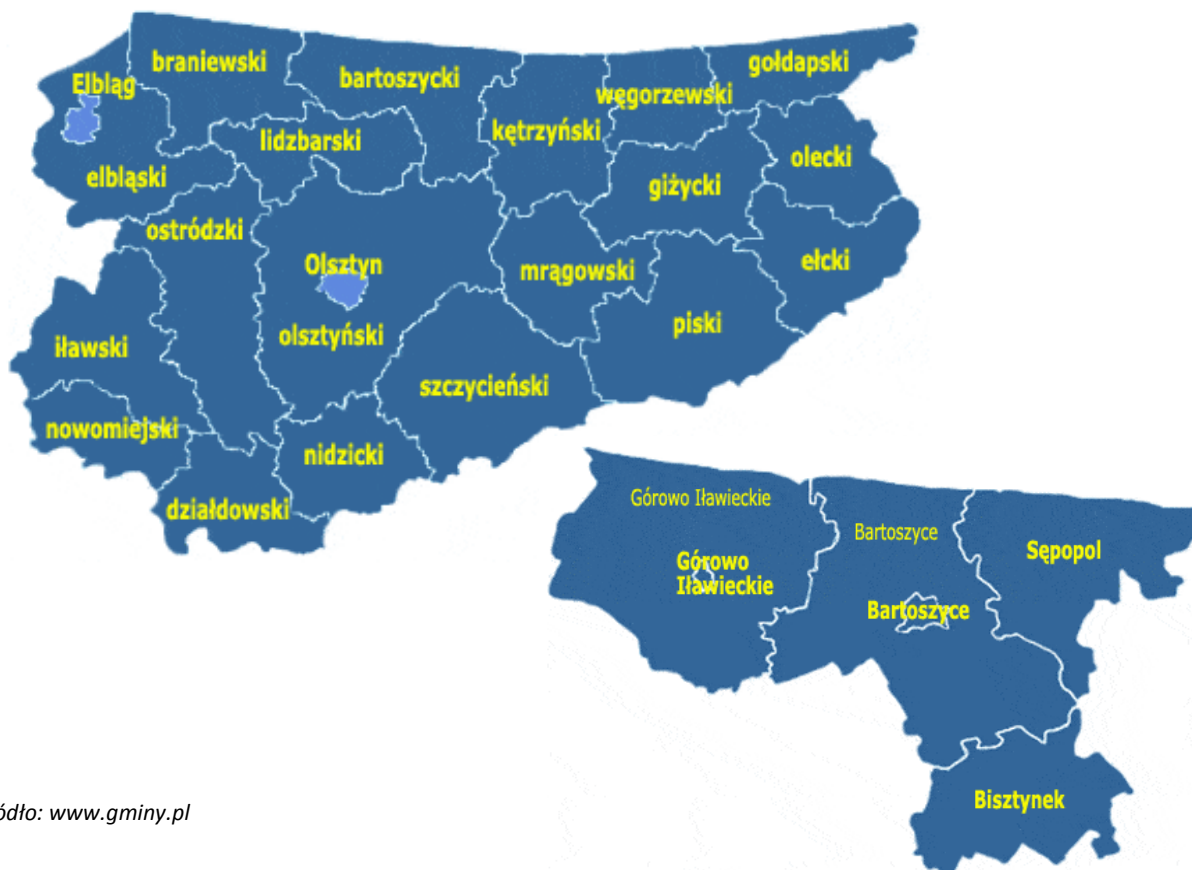 Elbląg
braniewski
bartoszycki
gołdapski
węgorzewski
kętrzyński
lidzbarski
olecki
elbląski
giżycki
ostródzki
Olsztyn
mrągowski
ełcki
iławski
olsztyński
piski
szczycieński
nowomiejski
nidzicki
działdowski
Górowo Iławieckie
Bartoszyce
Sępopol
Górowo
Iławieckie
Bartoszyce
Bisztynek
ódło: www.gminy.pl